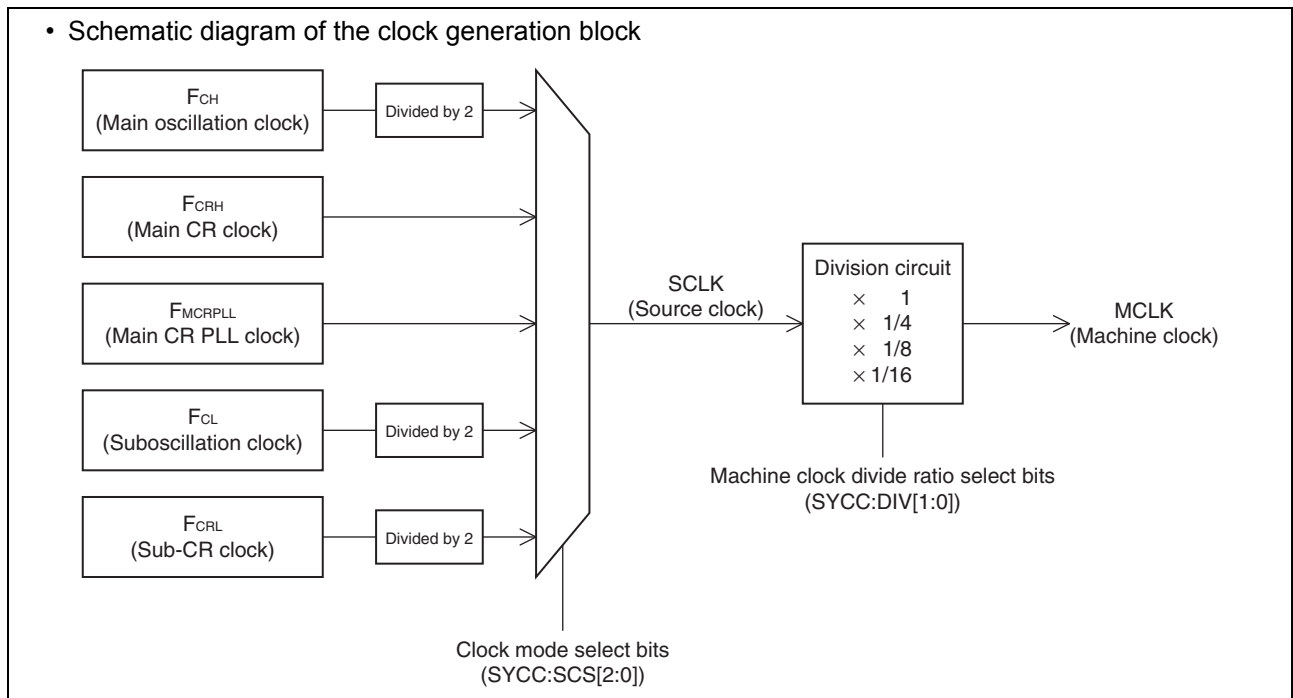 • Schematic diagram of the clock generation block
FCH
(Main oscillation clock)
Divided by 2
FCRH
(Main CR clock)
FMCRPLL
(Main CR PLL clock)
FCL
(Suboscillation clock)
Divided by 2
FCRL
(Sub-CR clock)
Divided by 2
SCLK
(Source clock)
Division circuit
× 1
× 1/4
× 1/8
× 1/16
MCLK
(Machine clock)
Machine clock divide ratio select bits
(SYCC:DIV[1:0])
Clock mode select bits
(SYCC:SCS[2:0])